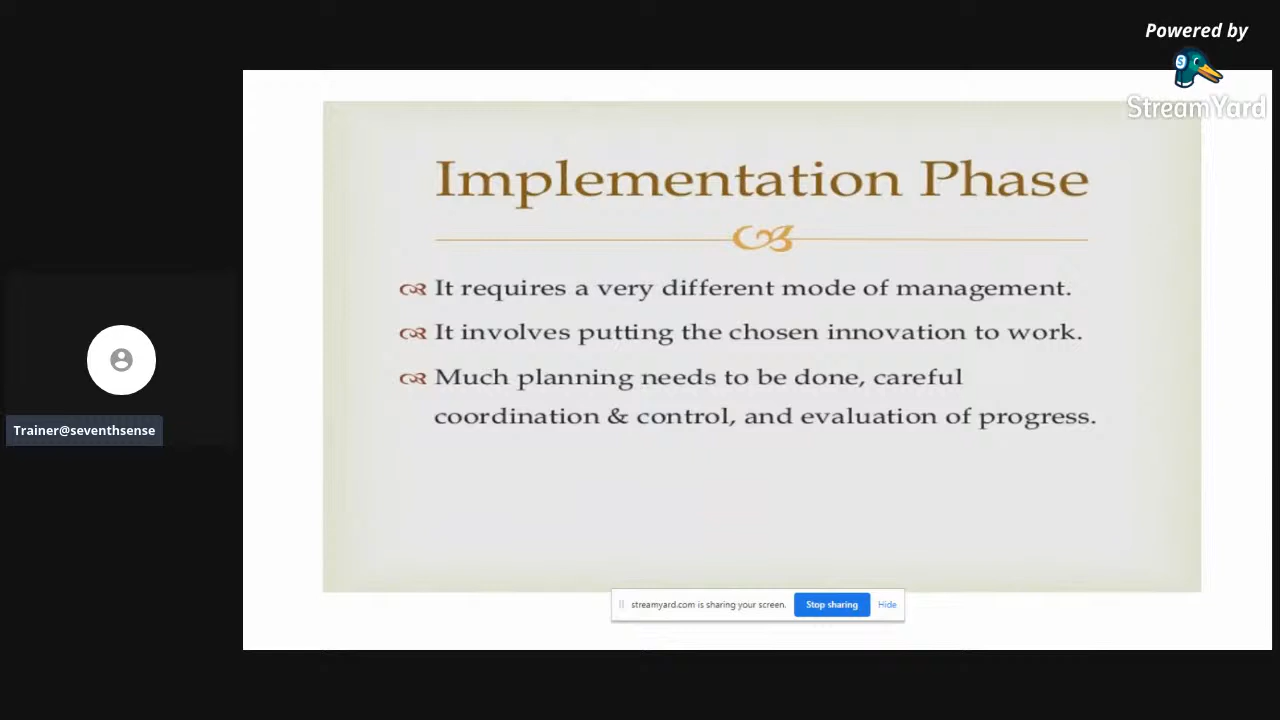 Powered by
StreamYard
Implementation Phase
It requires a very different mode of management.
It involves putting the chosen innovation to work.
Much planning needs to be done, careful
coordination & control, and evaluation of progress.
Trainer@seventhsense
streamyard.com is sharing your screen. Stop sharing Hide